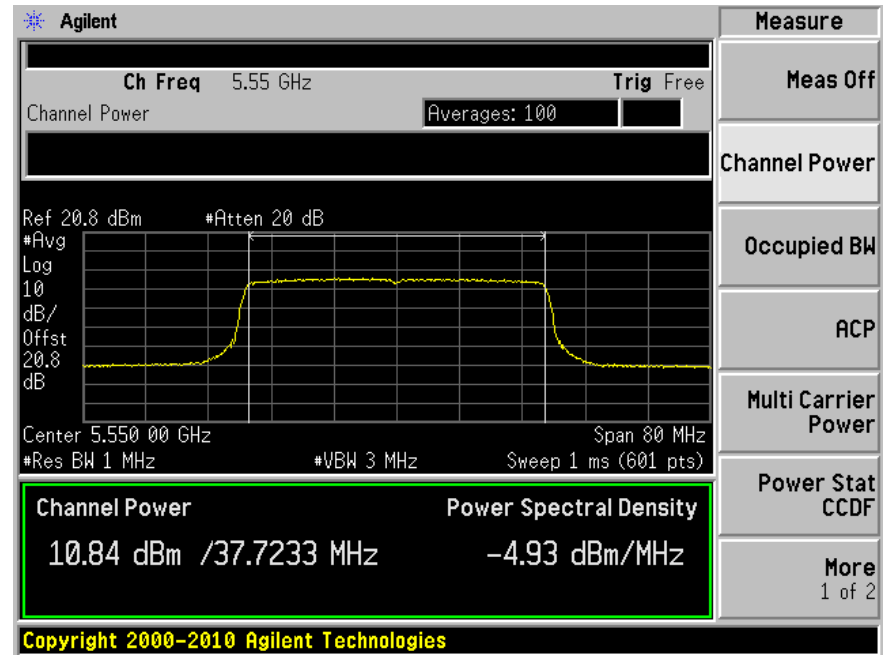 Agilent
Measure
Ch Freq 5.55 GHz Trig Free
Channel Power Averages: 100
Ref 20.8 dBm #Atten 20 dB
#Avg
Log
10
dB/
Offst
20.8
dB
Center 5.550 00 GHz Span 80 MHz
#Res BW 1 MHz #VBW 3 MHz Sweep 1 ms (601 pts)
Channel Power Power Spectral Density
10.84 dBm /37.7233 MHz -4.93 dBm/MHz
Copyright 2000-2010 Agilent Technologies
Meas Off
Channel Power
Occupied BW
ACP
Multi Carrier
Power
Power Stat
CCDF
More
1 of 2